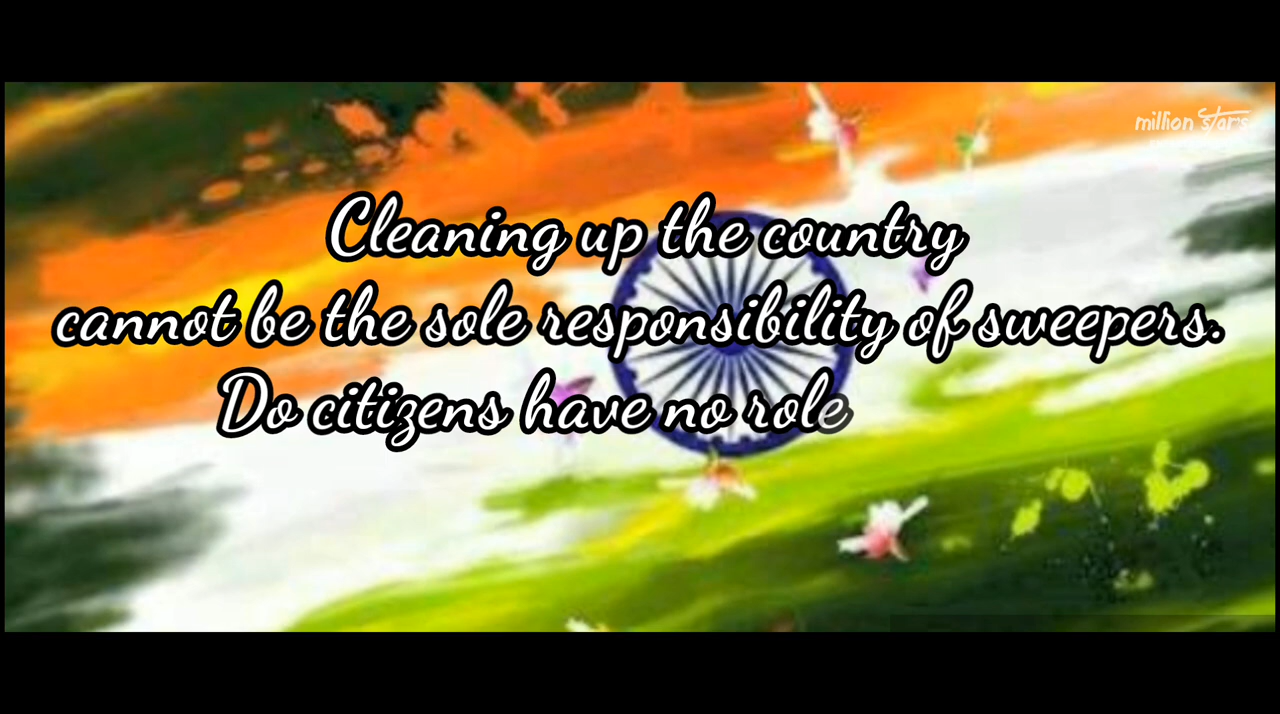 million stars
Cleaning up the country
cannot be the sole responsibility of sweepers.
Do citizens have no role